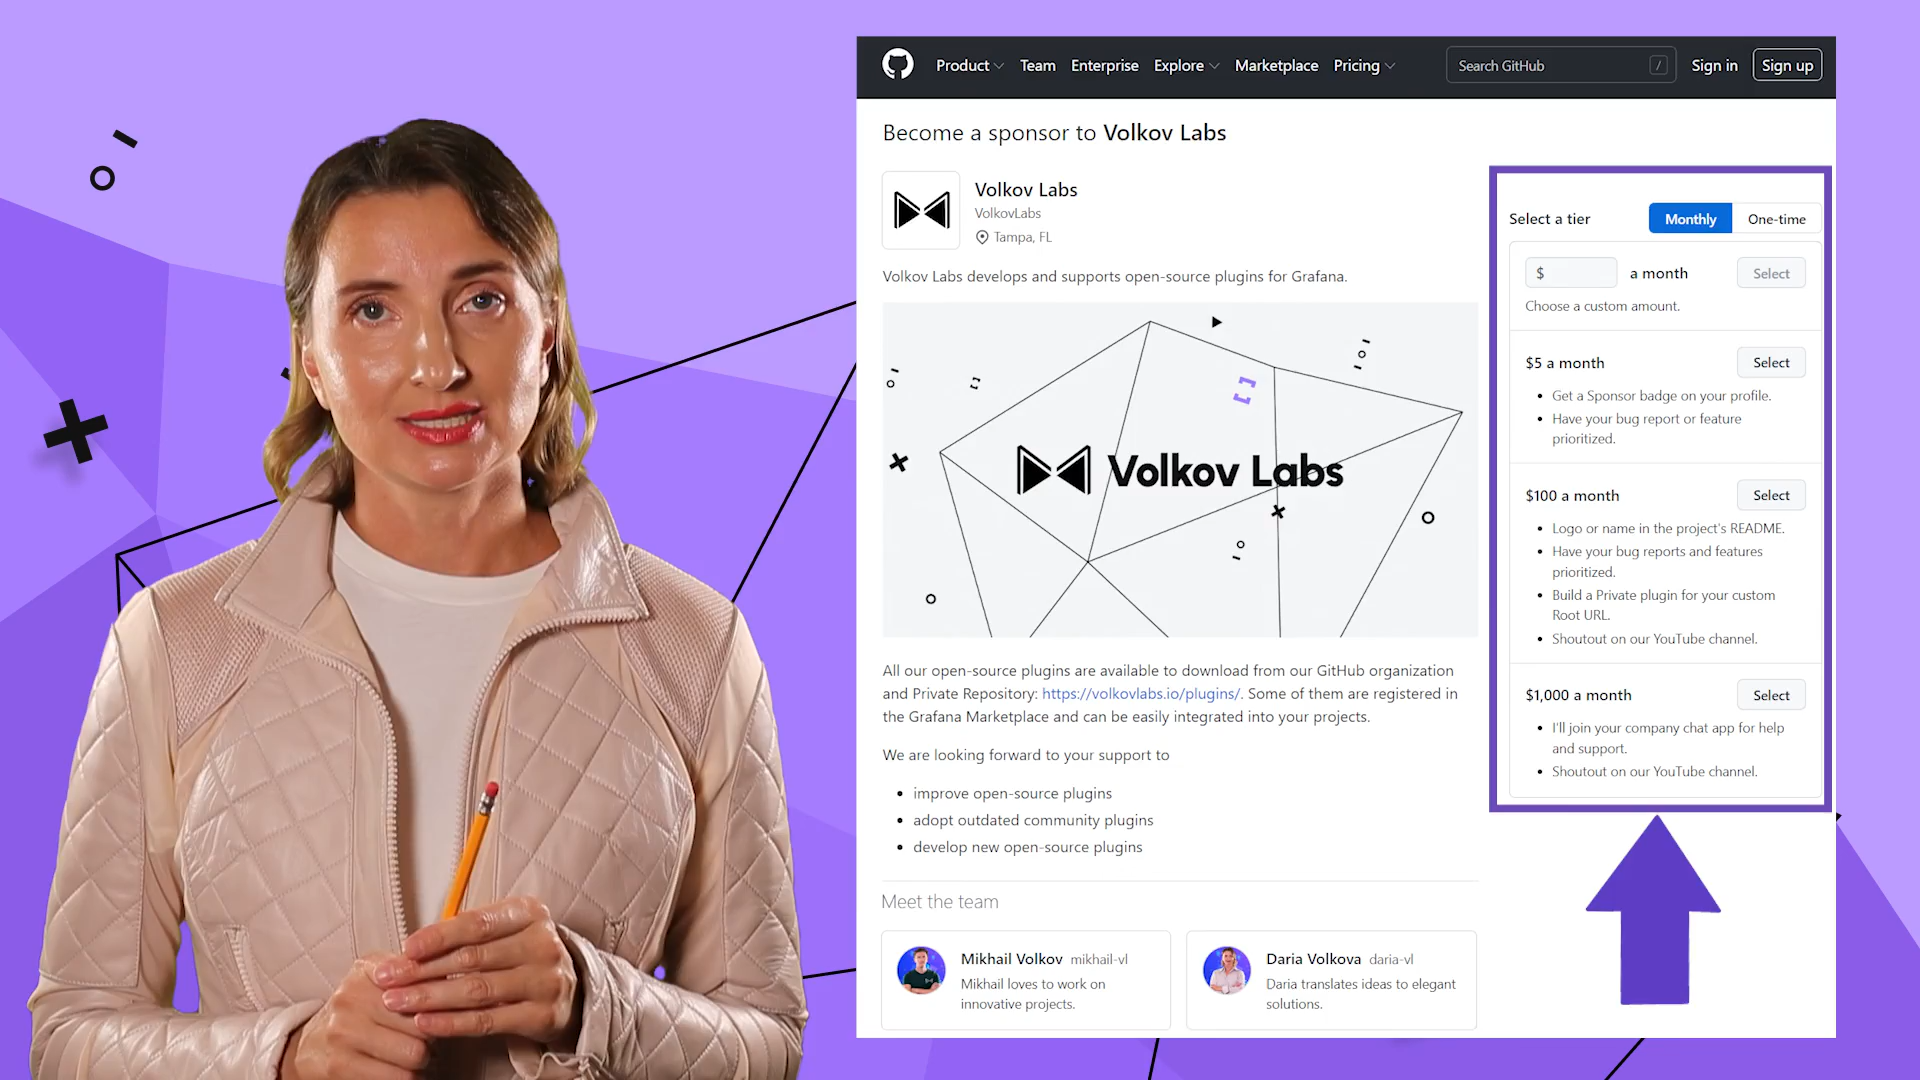 Product Team Enterprise Explore Marketplace Pricing Search GitHub / Sign in Sign up
Become a sponsor to Volkov Labs
Volkov Labs
VolkovLabs
Tampa, FL
Volkov Labs develops and supports open-source plugins for Grafana.
Volkov Labs
All our open-source plugins are available to download from our GitHub organization
and Private Repository: https://volkovlabs.io/plugins/. Some of them are registered in
the Grafana Marketplace and can be easily integrated into your projects.
We are looking forward to your support to
• improve open-source plugins
• adopt outdated community plugins
• develop new open-source plugins
Meet the team
Mikhail Volkov mikhail-vl
Mikhail loves to work on
innovative projects.
Daria Volkova daria-vl
Daria translates ideas to elegant
solutions.
Select a tier Monthly One-time
$ a month Select
Choose a custom amount.
$5 a month Select
• Get a Sponsor badge on your profile.
• Have your bug report or feature
prioritized.
$100 a month Select
• Logo or name in the project's README.
• Have your bug reports and features
prioritized.
• Build a Private plugin for your custom
Root URL.
• Shoutout on our YouTube channel.
$1,000 a month Select
• I'll join your company chat app for help
and support.
• Shoutout on our YouTube channel.